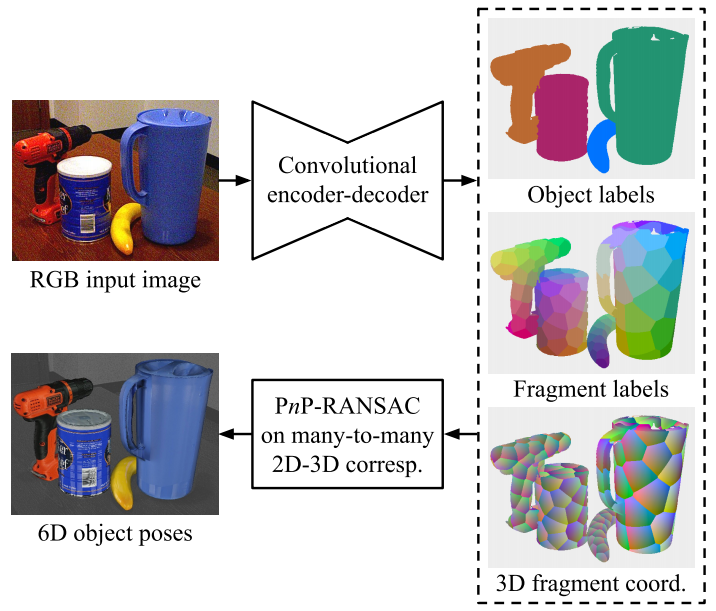 Convolutional
encoder-decoder
RGB input image
Object labels
Fragment labels
PnP-RANSAC
on many-to-many
2D-3D corresp.
6D object poses
3D fragment coord.